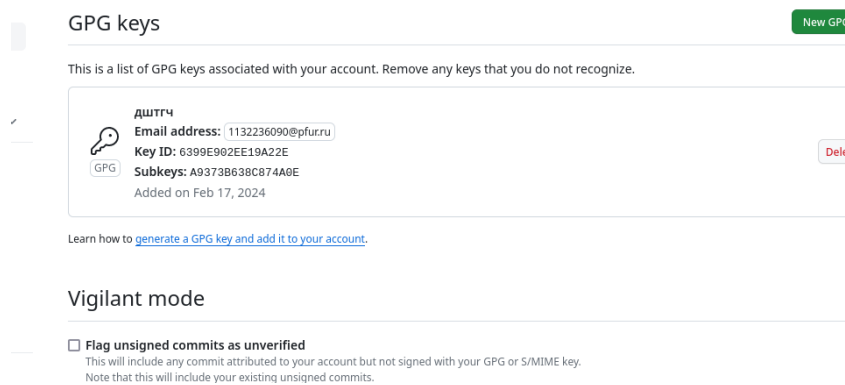 GPG keys
New GPG
This is a list of GPG keys associated with your account. Remove any keys that you do not recognize.
дштгч
Email address: 1132236090@pfur.ru
Key ID: 6399E902EE19A22E
GPG
Subkeys: A9373B638C874A0E
Dele
Added on Feb 17, 2024
Learn how to generate a GPG key and add it to your account.
Vigilant mode
Flag unsigned commits as unverified
This will include any commit attributed to your account but not signed with your GPG or S/MIME key.
Note that this will include your existing unsigned commits.